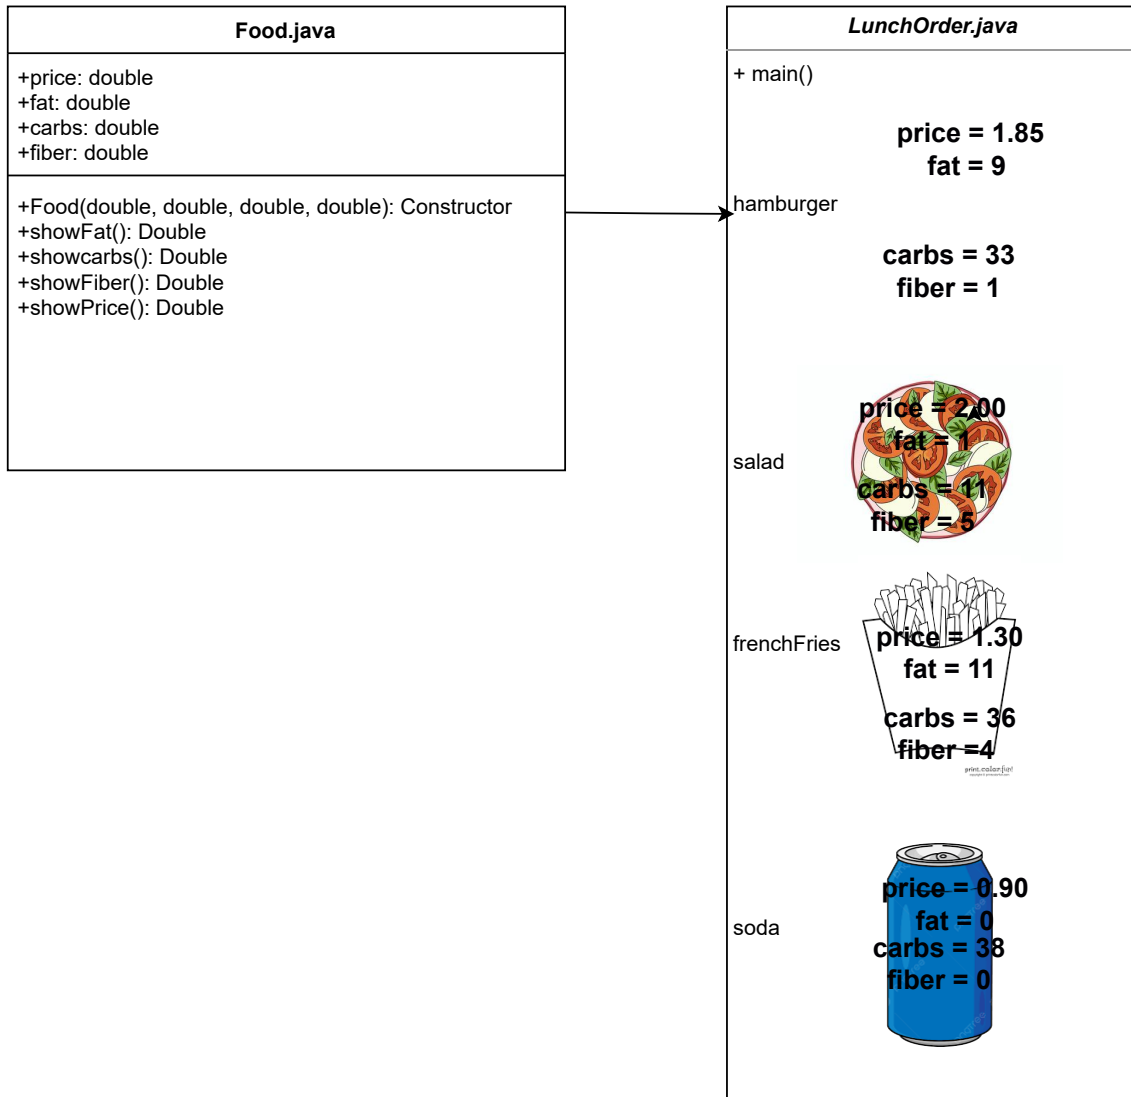 Food.java
+price: double
+fat: double
+carbs: double
+fiber: double
+Food(double, double, double, double): Constructor
+showFat(): Double
+showcarbs(): Double
+showFiber(): Double
+showPrice(): Double
LunchOrder.java
+ main()
price = 1.85
fat = 9
hamburger
carbs = 33
fiber = 1
price = 2.00
fat = 1
salad
carbs = 11
fiber = 5
frenchFries
price = 1.30
fat = 11
carbs = 36
fiber =4
print.color.fun!
price = 0.90
fat = 0
soda
carbs = 38
fiber = 0